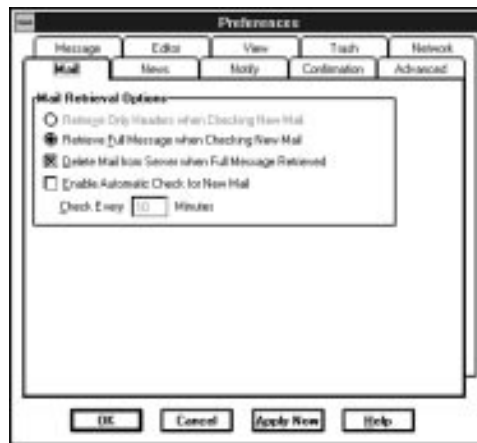 Preferences
Message Editor View Trash Network
Mail News Notify Confirmation Advanced
Mail Retrieval Options
Retrieve Only Headers when Checking New Mail
Retrieve Full Message when Checking New Mail
Delete Mail from Server when Full Message Retrieved
Enable Automatic Check for New Mail
Check Every Minutes
OK Cancel Apply Now Help